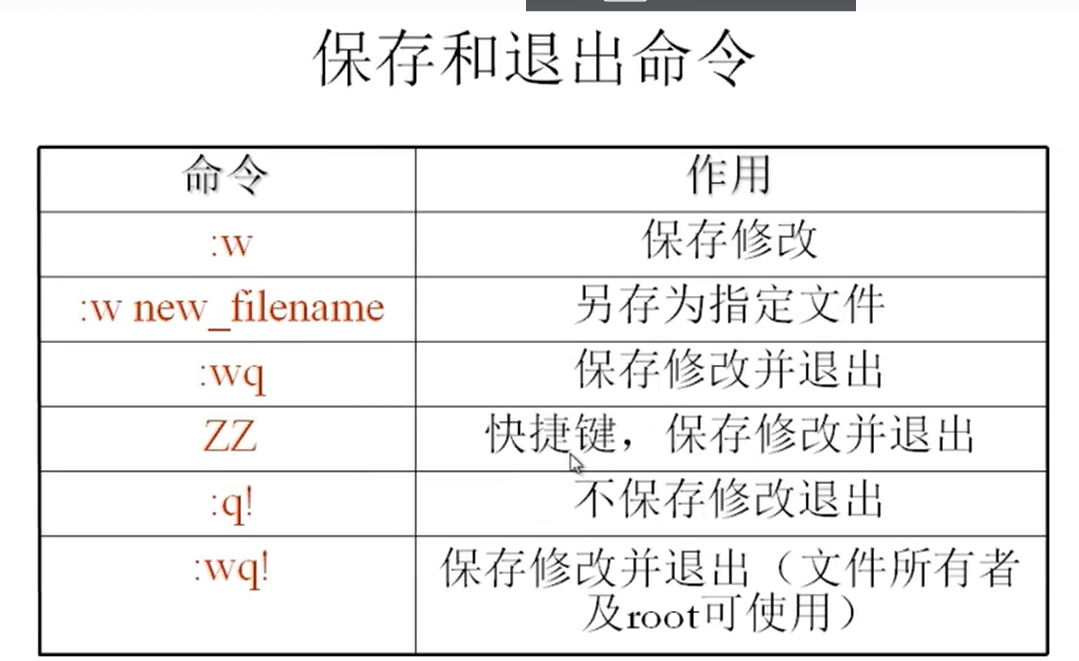 保存和退出命令
命令 作用
:w 保存修改
:w new_filename 另存为指定文件
:wq 保存修改并退出
ZZ 快捷键，保存修改并退出
:q! 不保存修改退出
:wq! 保存修改并退出（文件所有者
及root可使用）